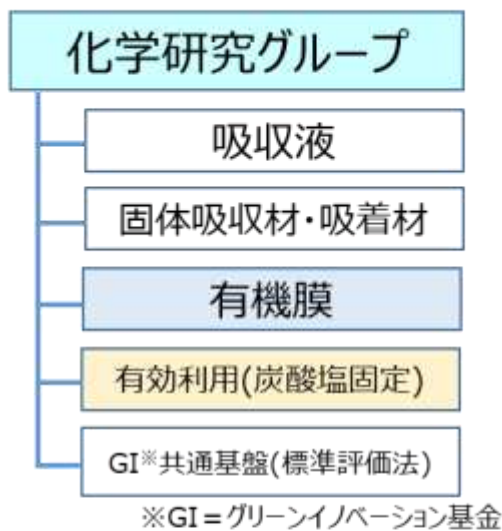 化学研究グループ
吸収液
固体吸収材・吸着材
有機膜
有効利用(炭酸塩固定)
GI※共通基盤(標準評価法)
※GI=グリーンイノベーション基金